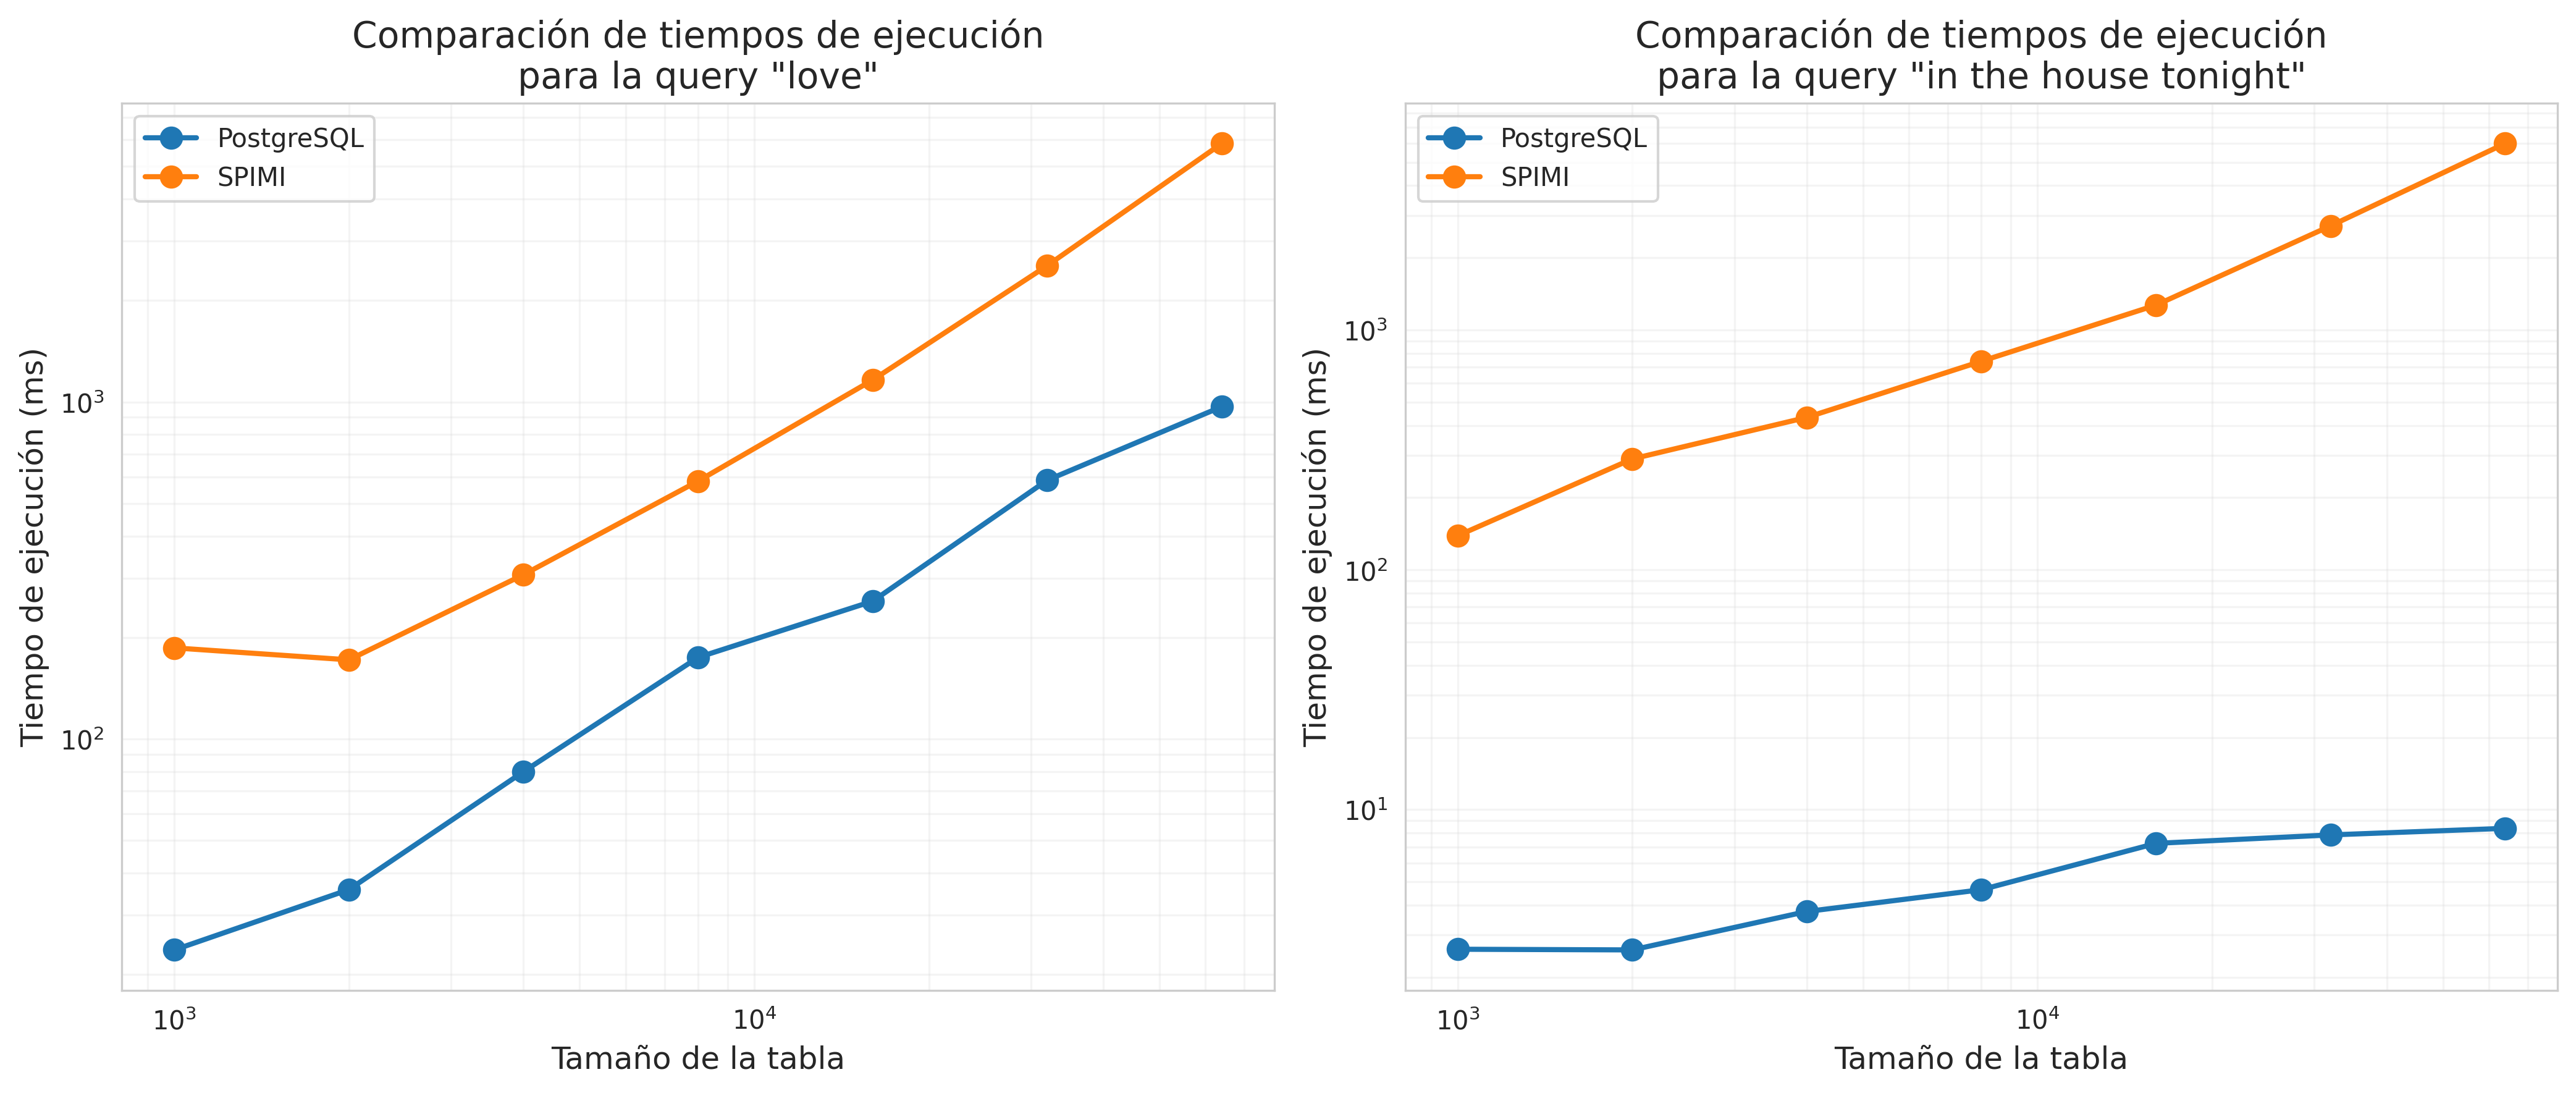 Comparación de tiempos de ejecución
para la query "love"
PostgreSQL
SPIMI
Tiempo de ejecución (ms)
10³
10²
10³
10⁴
Tamaño de la tabla
Comparación de tiempos de ejecución
para la query "in the house tonight"
PostgreSQL
SPIMI
Tiempo de ejecución (ms)
10³
10²
10¹
10³
10⁴
Tamaño de la tabla